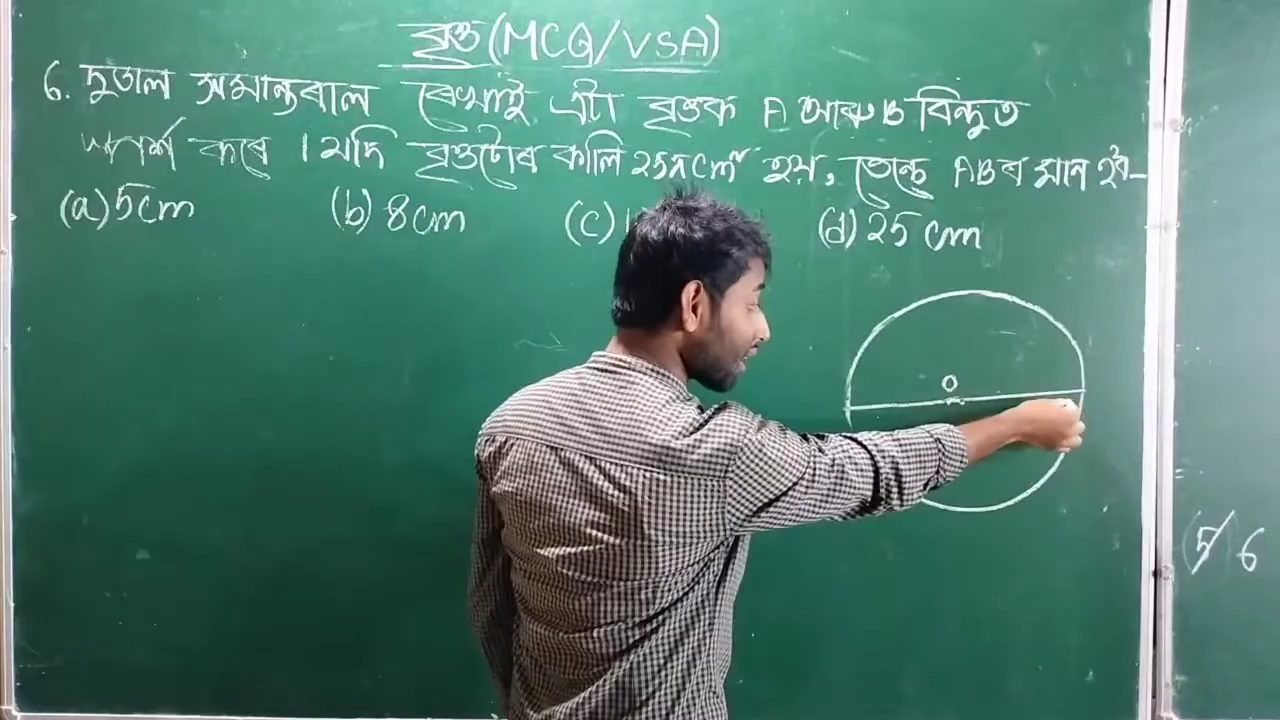 বৃত্ত (MCQ/VSA)
6. দুডাল সমান্তৰাল ৰেখাই এটা বৃত্তক A আৰু B বিন্দুত
স্পৰ্শ কৰে । যদি বৃত্তটোৰ কালি 25π cm² হয়, তেন্তে AB ৰ মান হ'ব—
(a) 5cm (b) 8cm (c) 1 (d) 25 cm
O
(5) 6